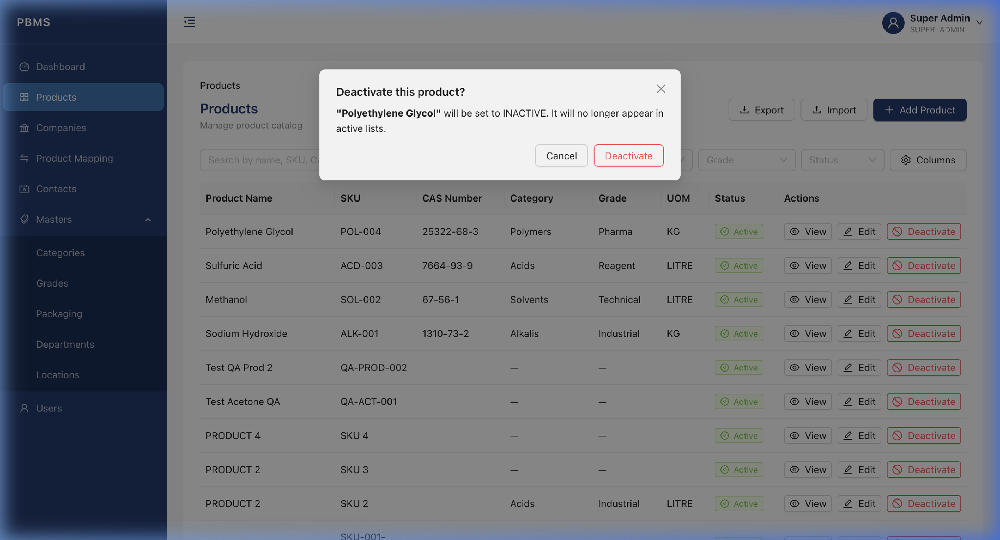 PBMS
Super Admin
SUPER_ADMIN
Dashboard
Products
Companies
Product Mapping
Contacts
Masters
Categories
Grades
Packaging
Departments
Locations
Users
Products
Products
Manage product catalog
Export
Import
Add Product
Deactivate this product?
"Polyethylene Glycol" will be set to INACTIVE. It will no longer appear in
active lists.
Cancel
Deactivate
Search by name, SKU, CA
Grade
Status
Columns
Product Name SKU CAS Number Category Grade UOM Status Actions
Polyethylene Glycol POL-004 25322-68-3 Polymers Pharma KG Active View Edit Deactivate
Sulfuric Acid ACD-003 7664-93-9 Acids Reagent LITRE Active View Edit Deactivate
Methanol SOL-002 67-56-1 Solvents Technical LITRE Active View Edit Deactivate
Sodium Hydroxide ALK-001 1310-73-2 Alkalis Industrial KG Active View Edit Deactivate
Test QA Prod 2 QA-PROD-002 — — Active View Edit Deactivate
Test Acetone QA QA-ACT-001 — — Active View Edit Deactivate
PRODUCT 4 SKU 4 — — Active View Edit Deactivate
PRODUCT 2 SKU 3 — — Active View Edit Deactivate
PRODUCT 2 SKU 2 Acids Industrial LITRE Active View Edit Deactivate
SKU-001-